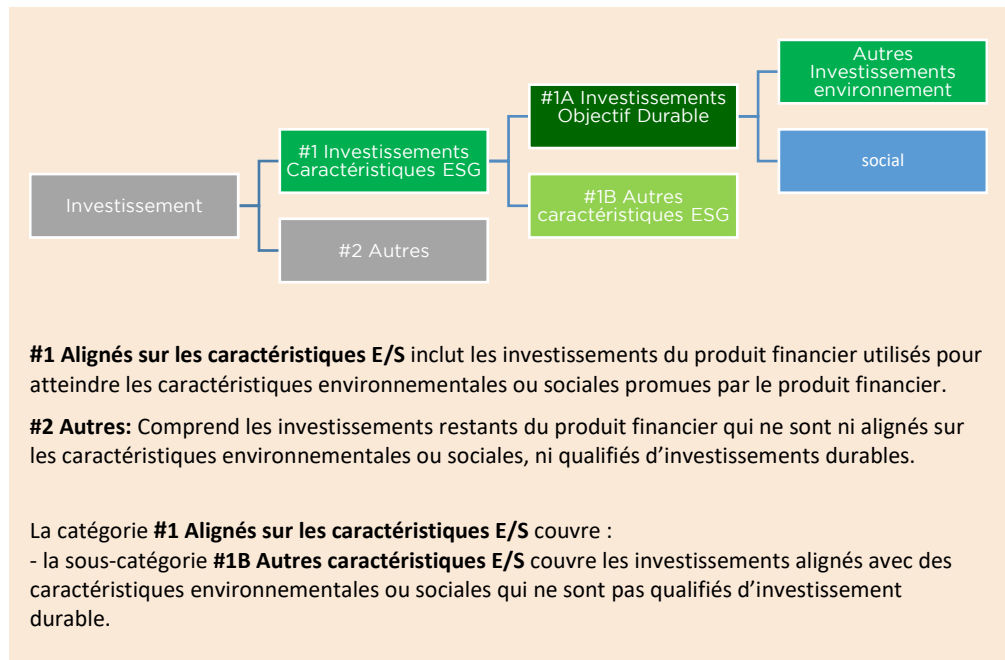 Autres
Investissements
environnement
#1A Investissements
Objectif Durable
#1 Investissements
Caractéristiques ESG
social
Investissement
#1B Autres
caractéristiques ESG
#2 Autres
#1 Alignés sur les caractéristiques E/S inclut les investissements du produit financier utilisés pour
atteindre les caractéristiques environnementales ou sociales promues par le produit financier.
#2 Autres: Comprend les investissements restants du produit financier qui ne sont ni alignés sur
les caractéristiques environnementales ou sociales, ni qualifiés d’investissements durables.
La catégorie #1 Alignés sur les caractéristiques E/S couvre :
- la sous-catégorie #1B Autres caractéristiques E/S couvre les investissements alignés avec des
caractéristiques environnementales ou sociales qui ne sont pas qualifiés d’investissement
durable.